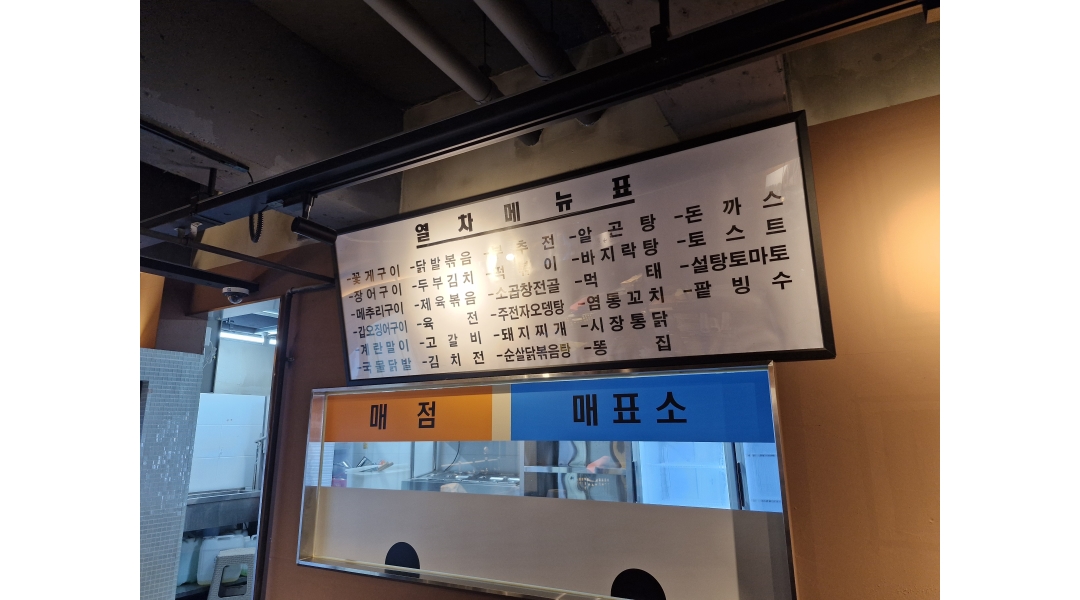 열차메뉴표
-꽃게구이
-장어구이
-메추리구이
-갑오징어구이
-계란말이
-국물닭발
-닭발볶음
-두부김치
-제육볶음
-육전
-고갈비
-김치전
추전
-소곱창전골
-주전자오뎅탕
-돼지찌개
-순살닭볶음탕
-알곤탕
-바지락탕
-먹태
-염통꼬치
-시장통닭
-똥집
-돈까스
-토스트
-설탕토마토
-팥빙수
매점
매표소